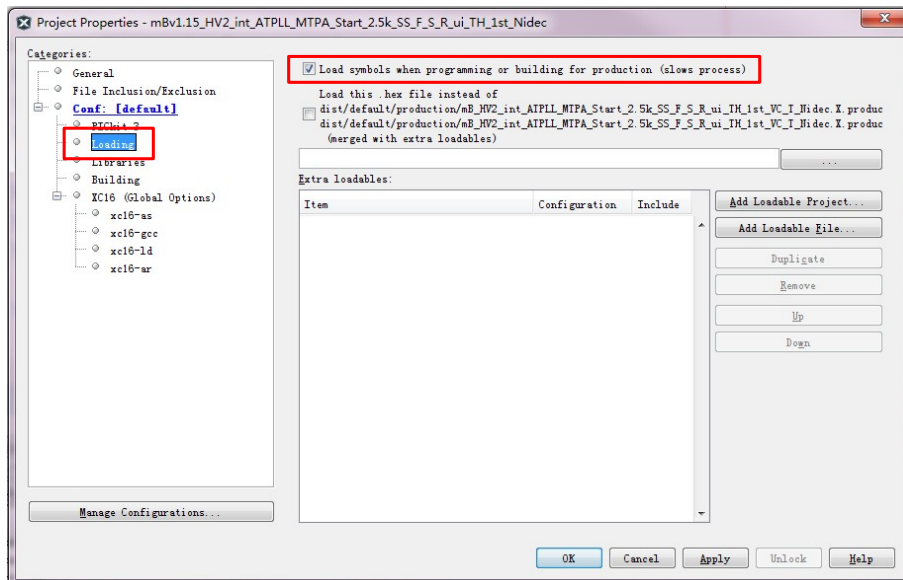 Project Properties - mBv1.15_HV2_int_ATPLL_MTPA_Start_2.5k_SS_F_S_R_ui_TH_1st_Nidec
Categories:
General
File Inclusion/Exclusion
Conf: [default]
PICkit 3
Loading
Libraries
Building
XC16 (Global Options)
xc16-as
xc16-gcc
xc16-ld
xc16-ar
Manage Configurations...
Load symbols when programming or building for production (slows process)
Load this .hex file instead of
dist/default/production/mB_HV2_int_ATPLL_MTPA_Start_2.5k_SS_F_S_R_ui_TH_1st_VC_I_Nidec.X.produc
dist/default/production/mB_HV2_int_ATPLL_MTPA_Start_2.5k_SS_F_S_R_ui_TH_1st_VC_I_Nidec.X.produc
(merged with extra loadables)
...
Extra loadables:
Item Configuration Include
Add Loadable Project...
Add Loadable File...
Duplicate
Remove
Up
Down
OK Cancel Apply Unlock Help